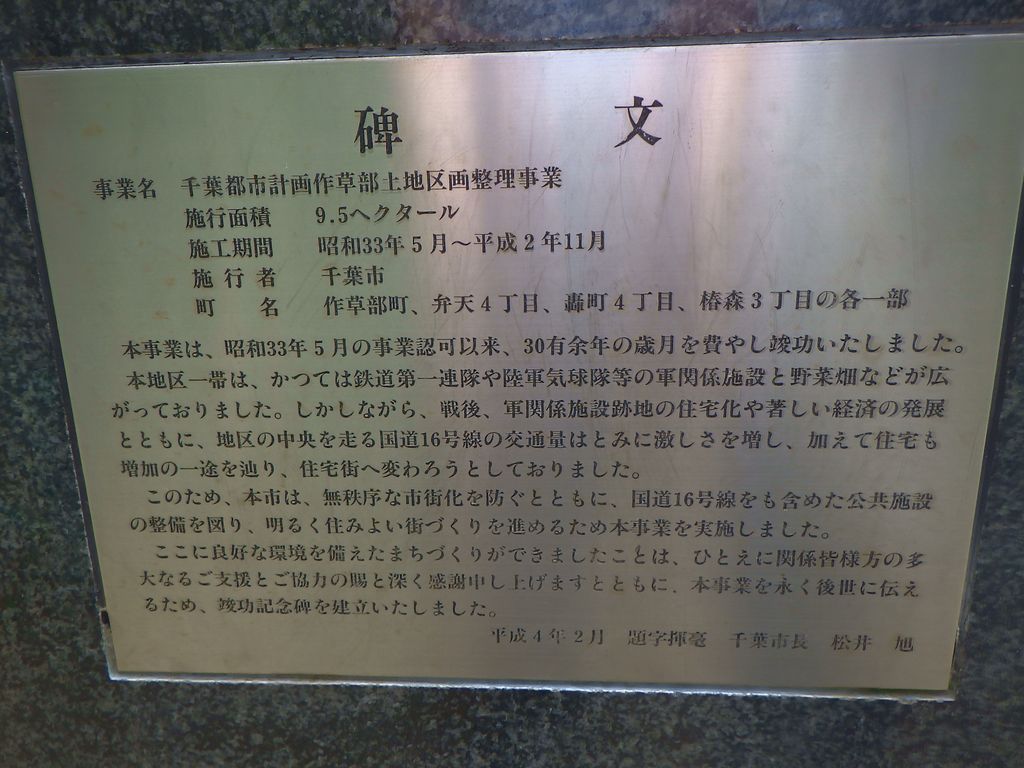 碑文
事業名 千葉都市計画作草部土地区画整理事業
施行面積 9.5ヘクタール
施工期間 昭和33年5月～平成2年11月
施行者 千葉市
町名 作草部町、弁天4丁目、轟町4丁目、椿森3丁目の各一部
本事業は、昭和33年5月の事業認可以来、30有余年の歳月を費やし竣功いたしました。
本地区一帯は、かつては鉄道第一連隊や陸軍気球隊等の軍関係施設と野菜畑などが広
がっておりました。しかしながら、戦後、軍関係施設跡地の住宅化や著しい経済の発展
とともに、地区の中央を走る国道16号線の交通量はとみに激しさを増し、加えて住宅も
増加の一途を辿り、住宅街へ変わろうとしておりました。
このため、本市は、無秩序な市街化を防ぐとともに、国道16号線をも含めた公共施設
の整備を図り、明るく住みよい街づくりを進めるため本事業を実施しました。
ここに良好な環境を備えたまちづくりができましたことは、ひとえに関係皆様方の多
大なるご支援とご協力の賜と深く感謝申し上げますとともに、本事業を永く後世に伝え
るため、竣功記念碑を建立いたしました。
平成4年2月 題字揮毫 千葉市長 松井 旭